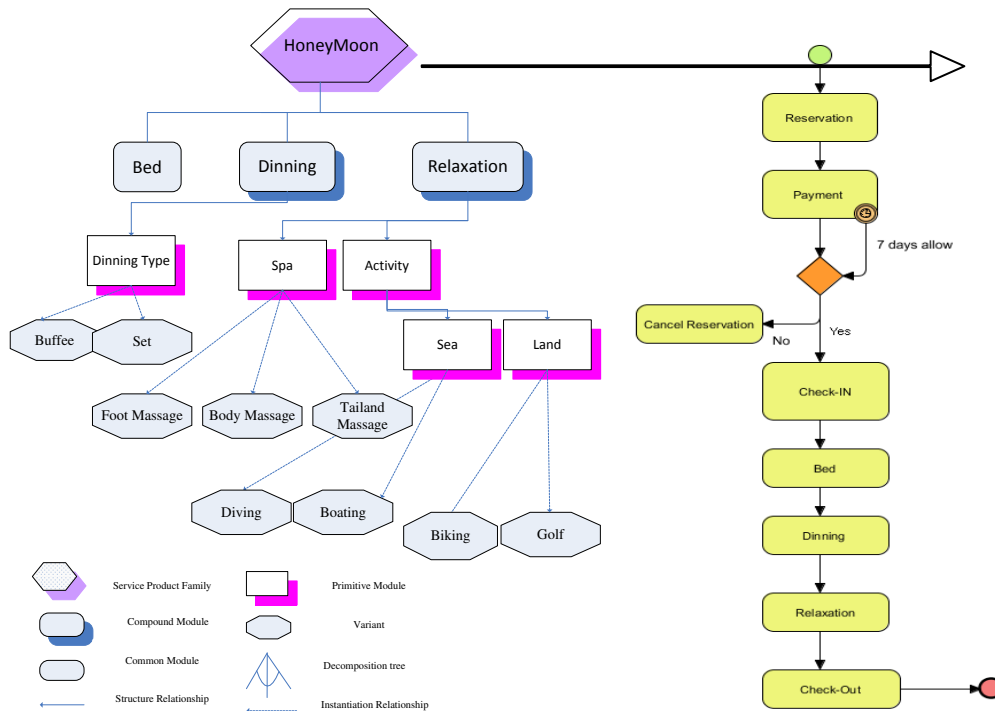 HoneyMoon
Bed
Dinning
Relaxation
Dinning Type
Spa
Activity
Buffee
Set
Sea
Land
Foot Massage
Body Massage
Tailand
Massage
Diving
Boating
Biking
Golf
Service Product Family
Primitive Module
Compound Module
Variant
Common Module
Decomposition tree
Structure Relationship
Instantiation Relationship
Reservation
Payment
7 days allow
Cancel Reservation
No
Yes
Check-IN
Bed
Dinning
Relaxation
Check-Out